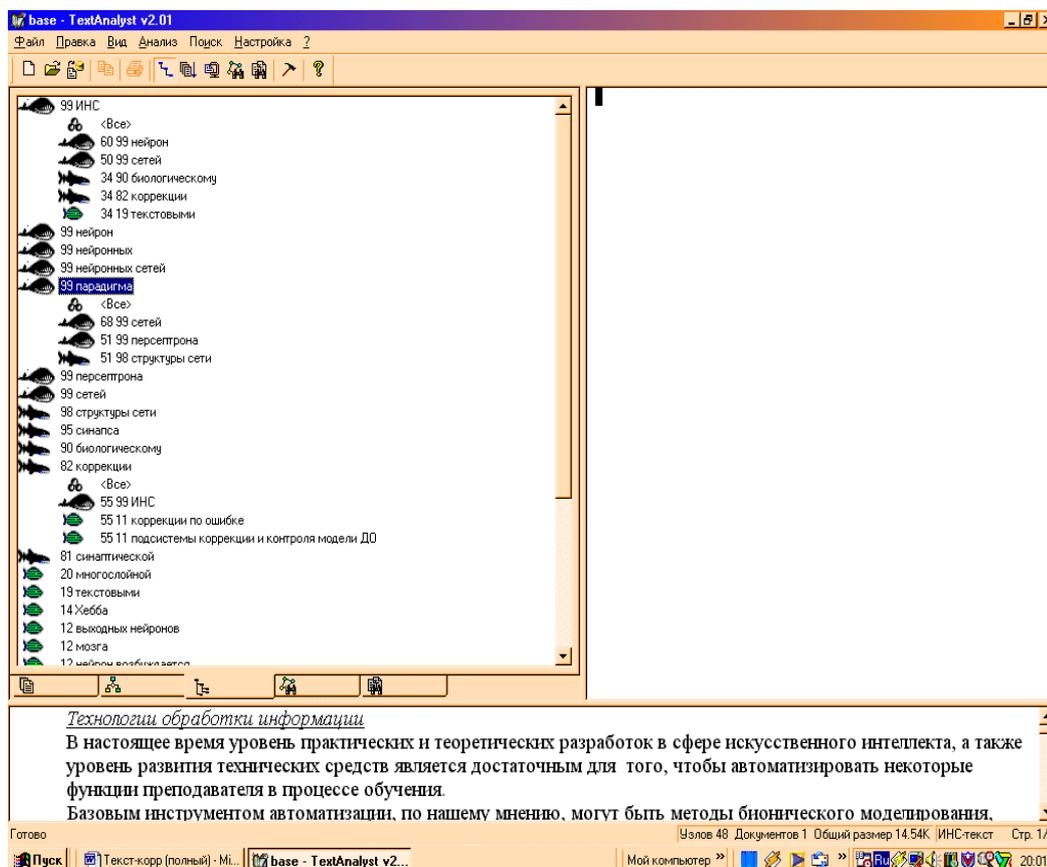 base - TextAnalyst v2.01
Файл Правка Вид Анализ Поиск Настройка ?
99 ИНС
<Все>
60 99 нейрон
50 99 сетей
34 90 биологическому
34 82 коррекции
34 19 текстовыми
99 нейрон
99 нейронных
99 нейронных сетей
99 парадигма
<Все>
68 99 сетей
51 99 персептрона
51 98 структуры сети
99 персептрона
99 сетей
98 структуры сети
95 синапса
90 биологическому
82 коррекции
<Все>
55 99 ИНС
55 11 коррекции по ошибке
55 11 подсистемы коррекции и контроля модели ДО
81 синаптической
20 многослойной
19 текстовыми
14 Хебба
12 выходных нейронов
12 мозга
12 нейрон возбуждается
Технологии обработки информации
В настоящее время уровень практических и теоретических разработок в сфере искусственного интеллекта, а также
уровень развития технических средств является достаточным для того, чтобы автоматизировать некоторые
функции преподавателя в процессе обучения.
Базовым инструментом автоматизации, по нашему мнению, могут быть методы бионического моделирования,
Готово Узлов 48 Документов 1 Общий размер 14.54К ИНС-текст Стр. 1/
Пуск Текст-корр (полный) - Mi... base - TextAnalyst v2... Мой компьютер » » Ru 20:01